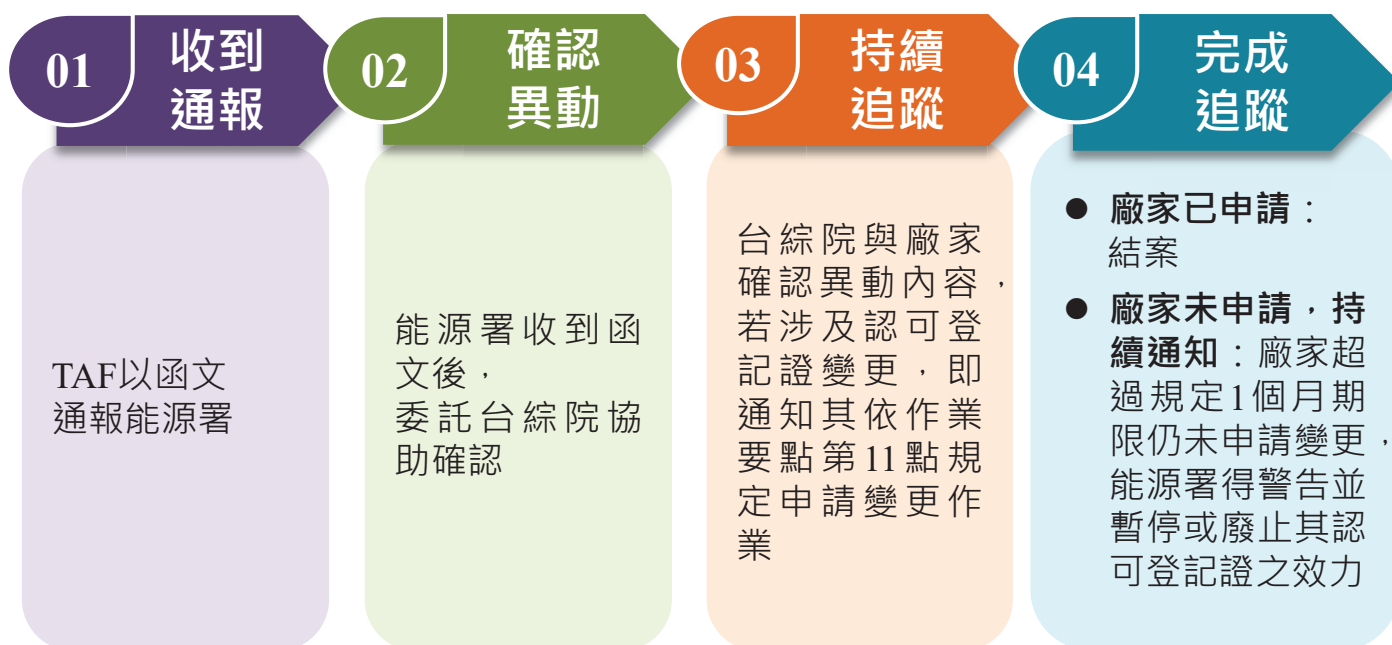 01
收到
通報
TAF以函文
通報能源署
02
確認
異動
能源署收到函
文後，
委託台綜院協
助確認
03
持續
追蹤
台綜院與廠家
確認異動內容，
若涉及認可登
記證變更，即
通知其依作業
要點第11點規
定申請變更作
業
04
完成
追蹤
● 廠家已申請：
結案
● 廠家未申請，持
續通知：廠家超
過規定1個月期
限仍未申請變更，
能源署得警告並
暫停或廢止其認
可登記證之效力